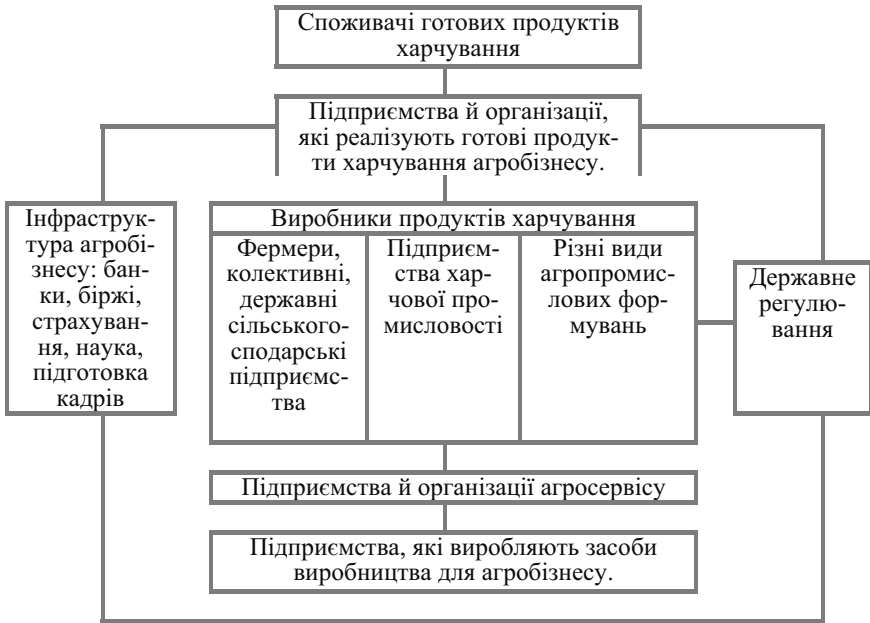 Споживачі готових продуктів
харчування
Підприємства й організації,
які реалізують готові продук-
ти харчування агробізнесу.
Інфраструк-
тура агробі-
знесу: бан-
ки, біржі,
страхуван-
ня, наука,
підготовка
кадрів
Виробники продуктів харчування
Фермери,
колективні,
державні
сільського-
сподарські
підприємс-
тва
Підприєм-
ства хар-
чової про-
мисловості
Різні види
агропромис-
лових фор-
мувань
Державне
регулю-
вання
Підприємства й організації агросервісу
Підприємства, які виробляють засоби
виробництва для агробізнесу.